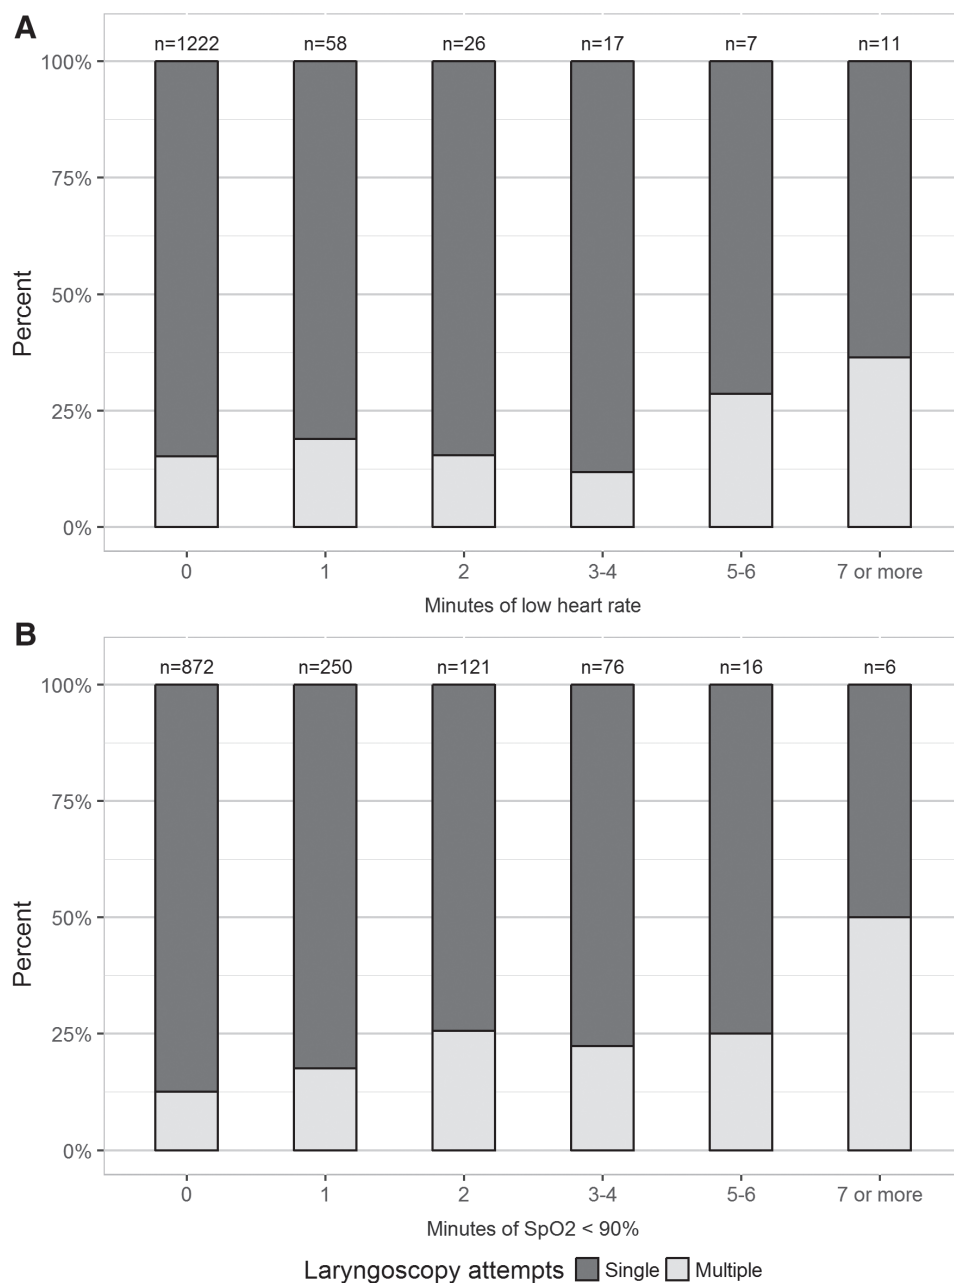 A
n=1222 n=58 n=26 n=17 n=7 n=11
100%
75%
50%
25%
0%
Percent
0 1 2 3-4 5-6 7 or more
Minutes of low heart rate
B
n=872 n=250 n=121 n=76 n=16 n=6
100%
75%
50%
25%
0%
Percent
0 1 2 3-4 5-6 7 or more
Minutes of SpO2 < 90%
Laryngoscopy attempts Single Multiple